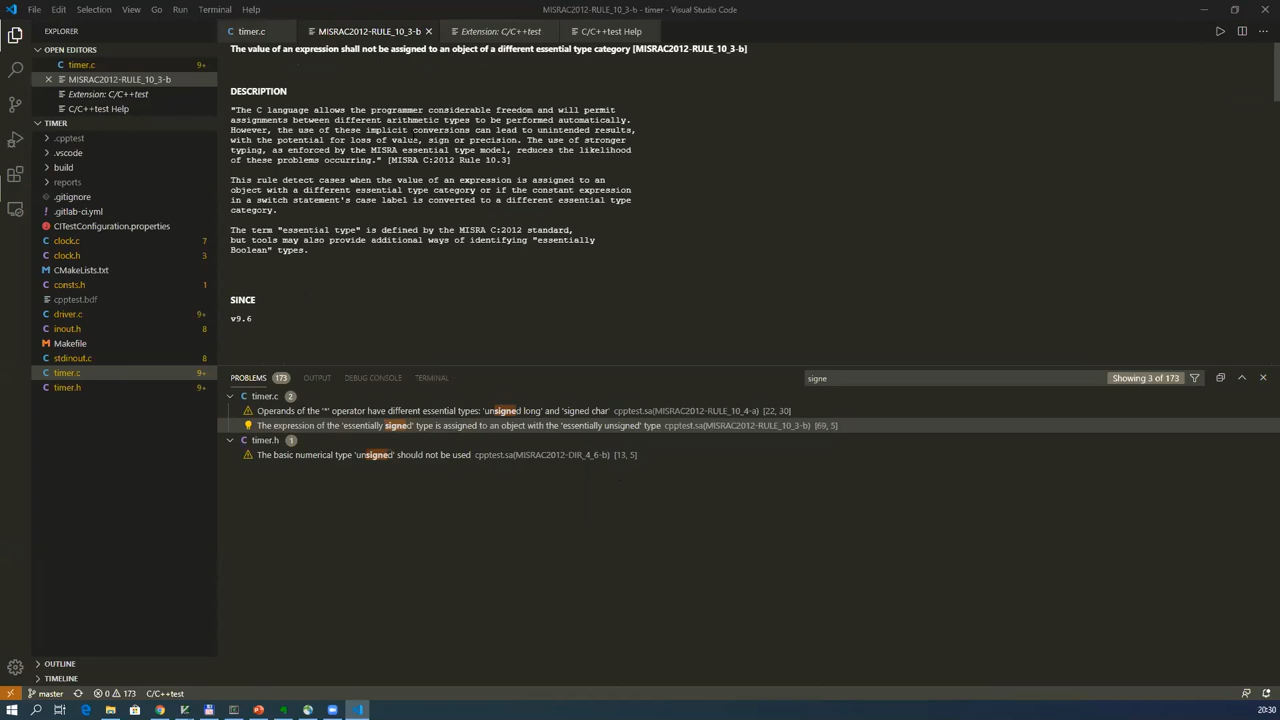 File Edit Selection View Go Run Terminal Help
MISRAC2012-RULE_10_3-b - timer - Visual Studio Code
EXPLORER
OPEN EDITORS
timer.c 9+
MISRAC2012-RULE_10_3-b
Extension: C/C++test
C/C++test Help
TIMER
.cpptest
.vscode
build
reports
.gitignore
.gitlab-ci.yml
CITestConfiguration.properties
clock.c 7
clock.h 3
CMakeLists.txt
consts.h 1
cpptest.bdf
driver.c 9+
inout.h 8
Makefile
stdinout.c 8
timer.c 9+
timer.h 9+
OUTLINE
TIMELINE
timer.c MISRAC2012-RULE_10_3-b Extension: C/C++test C/C++test Help
The value of an expression shall not be assigned to an object of a different essential type category [MISRAC2012-RULE_10_3-b]
DESCRIPTION
"The C language allows the programmer considerable freedom and will permit
assignments between different arithmetic types to be performed automatically.
However, the use of these implicit conversions can lead to unintended results,
with the potential for loss of value, sign or precision. The use of stronger
typing, as enforced by the MISRA essential type model, reduces the likelihood
of these problems occurring." [MISRA C:2012 Rule 10.3]
This rule detect cases when the value of an expression is assigned to an
object with a different essential type category or if the constant expression
in a switch statement's case label is converted to a different essential type
category.
The term "essential type" is defined by the MISRA C:2012 standard,
but tools may also provide additional ways of identifying "essentially
Boolean" types.
SINCE
v9.6
PROBLEMS 173 OUTPUT DEBUG CONSOLE TERMINAL
signe
Showing 3 of 173
timer.c 2
Operands of the '*' operator have different essential types: 'unsigned long' and 'signed char' cpptest.sa(MISRAC2012-RULE_10_4-a) [22, 30]
The expression of the 'essentially signed' type is assigned to an object with the 'essentially unsigned' type cpptest.sa(MISRAC2012-RULE_10_3-b) [69, 5]
timer.h 1
The basic numerical type 'unsigned' should not be used cpptest.sa(MISRAC2012-DIR_4_6-b) [13, 5]
master 0 173 C/C++test
20:30